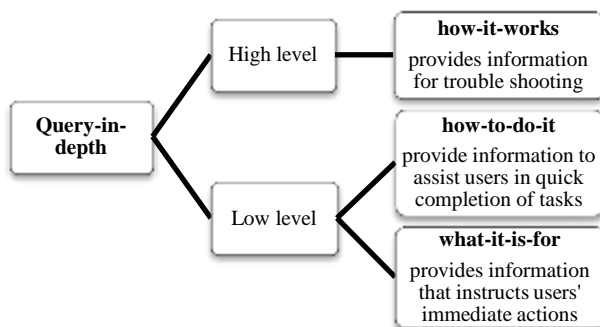 Query-in-
depth
High level
how-it-works
provides information
for trouble shooting
Low level
how-to-do-it
provide information to
assist users in quick
completion of tasks
what-it-is-for
provides information
that instructs users'
immediate actions